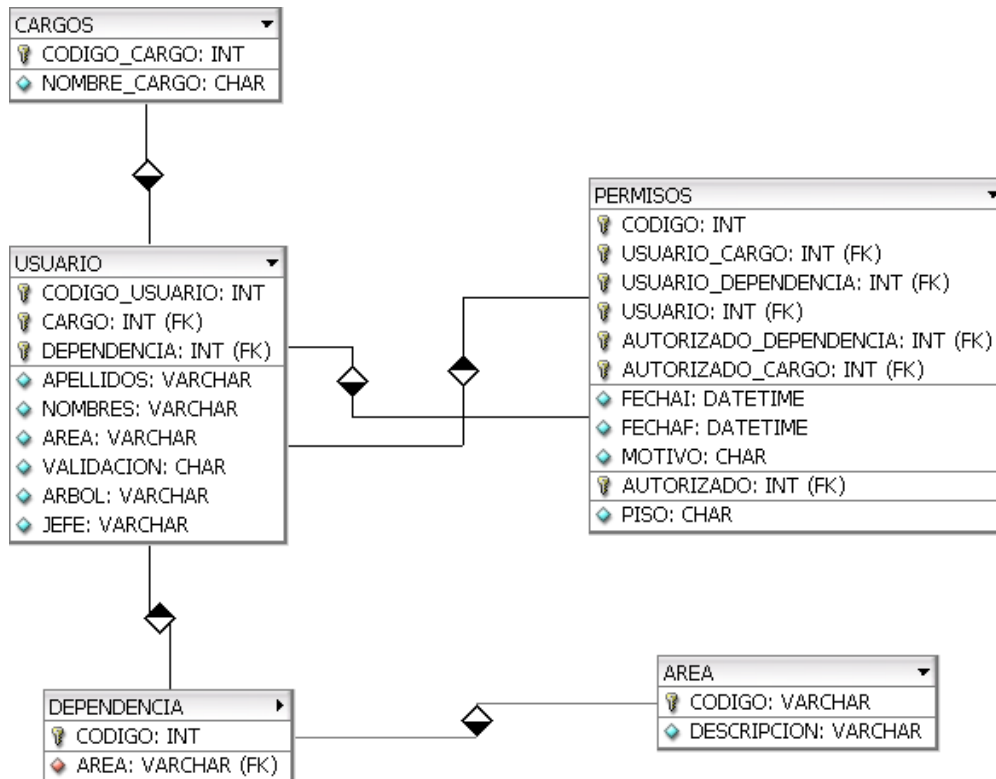 CARGOS
CODIGO_CARGO: INT
NOMBRE_CARGO: CHAR
PERMISOS
CODIGO: INT
USUARIO_CARGO: INT (FK)
USUARIO_DEPENDENCIA: INT (FK)
USUARIO: INT (FK)
AUTORIZADO_DEPENDENCIA: INT (FK)
AUTORIZADO_CARGO: INT (FK)
FECHAI: DATETIME
FECHAF: DATETIME
MOTIVO: CHAR
AUTORIZADO: INT (FK)
PISO: CHAR
USUARIO
CODIGO_USUARIO: INT
CARGO: INT (FK)
DEPENDENCIA: INT (FK)
APELLIDOS: VARCHAR
NOMBRES: VARCHAR
AREA: VARCHAR
VALIDACION: CHAR
ARBOL: VARCHAR
JEFE: VARCHAR
DEPENDENCIA
CODIGO: INT
AREA: VARCHAR (FK)
AREA
CODIGO: VARCHAR
DESCRIPCION: VARCHAR